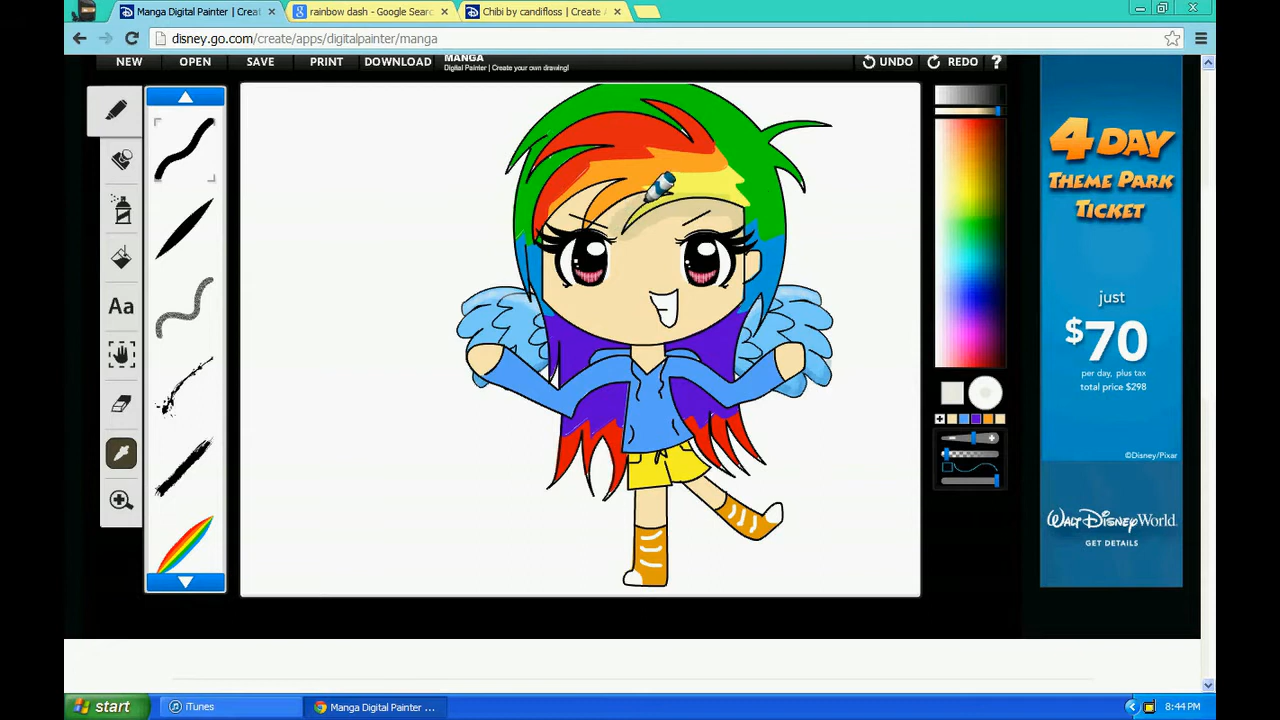 Manga Digital Painter | Creat
rainbow dash - Google Searc
Chibi by candifloss | Create A
disney.go.com/create/apps/digitalpainter/manga
NEW
OPEN
SAVE
PRINT
DOWNLOAD
MANGA
Digital Painter | Create your own drawing!
UNDO
REDO
?
Aa
4 DAY
THEME PARK
TICKET
just
$70
per day, plus tax
total price $298
©Disney/Pixar
WALT DISNEY World.
GET DETAILS
start
iTunes
Manga Digital Painter ...
8:44 PM